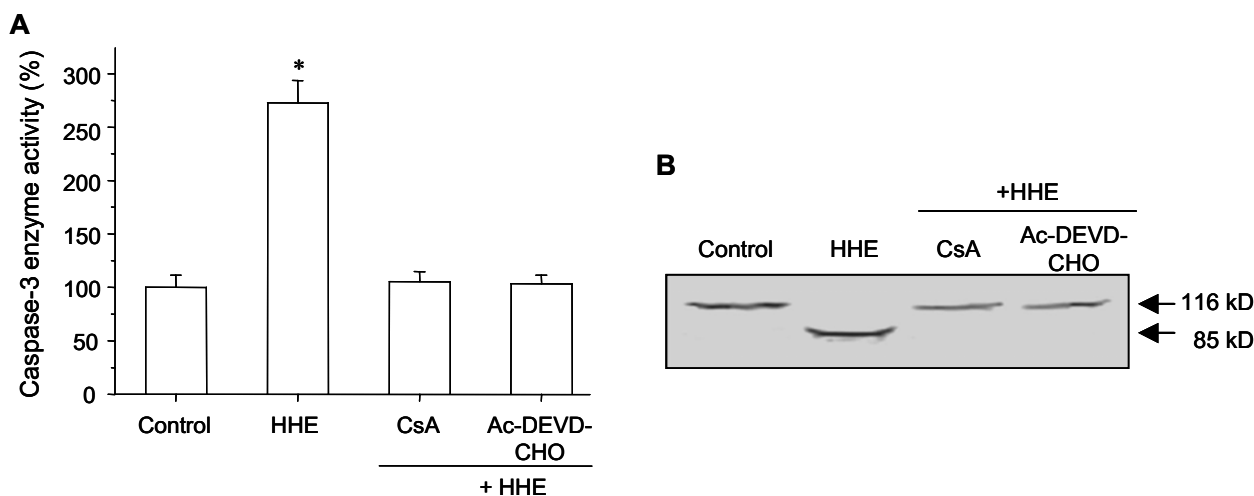 A
Caspase-3 enzyme activity (%)
300
250
200
150
100
50
0
*
Control HHE CsA Ac-DEVD-
CHO
+ HHE
B
+HHE
Control HHE CsA Ac-DEVD-
CHO
116 kD
85 kD